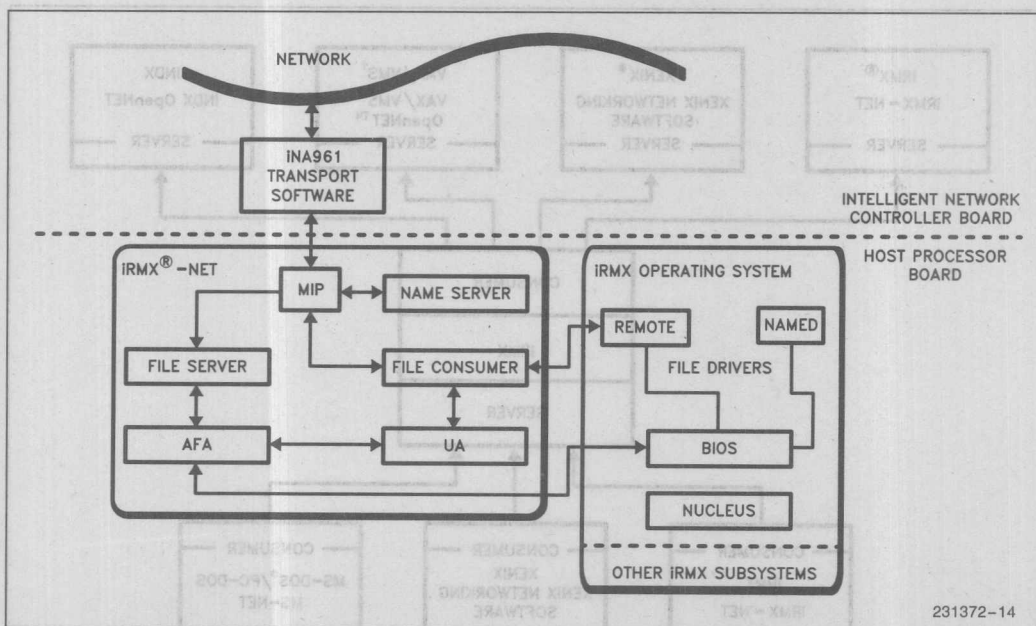 NETWORK
iNA961
TRANSPORT
SOFTWARE
INTELLIGENT NETWORK
CONTROLLER BOARD
HOST PROCESSOR
BOARD
iRMX®-NET
MIP
NAME SERVER
FILE SERVER
FILE CONSUMER
AFA
UA
iRMX OPERATING SYSTEM
REMOTE
NAMED
FILE DRIVERS
BIOS
NUCLEUS
OTHER iRMX SUBSYSTEMS
231372-14